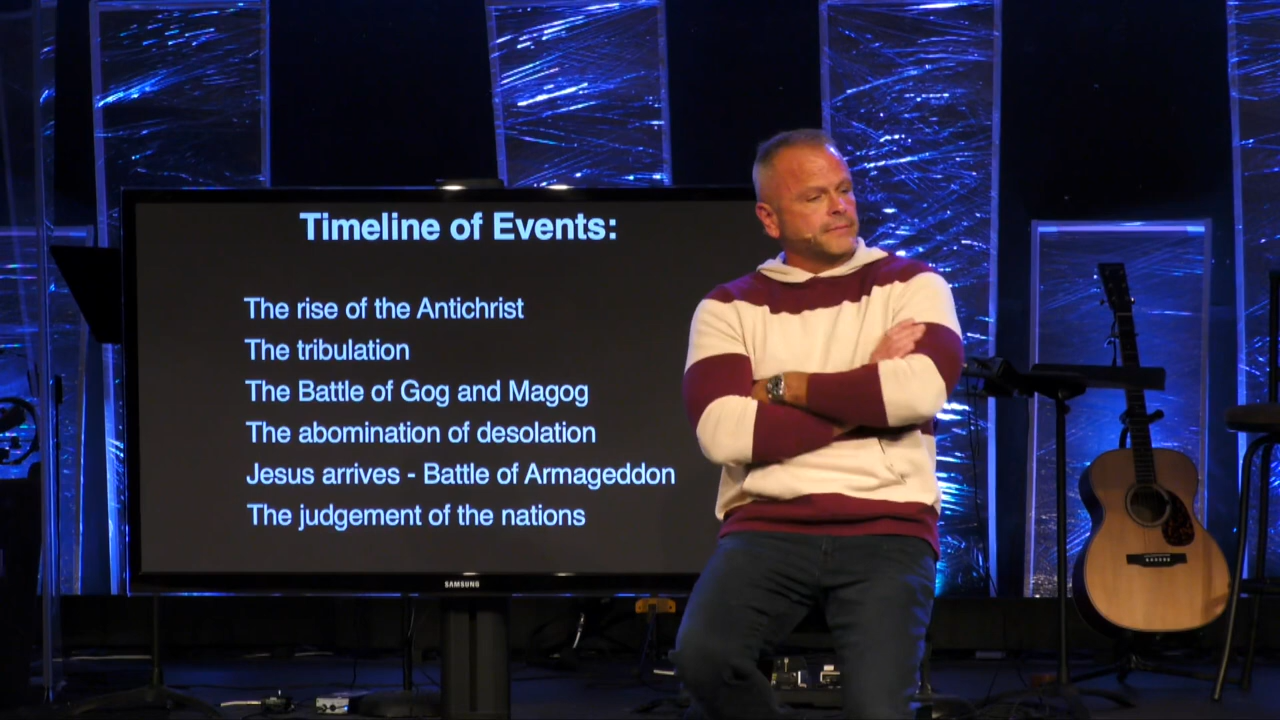 Timeline of Events:
The rise of the Antichrist
The tribulation
The Battle of Gog and Magog
The abomination of desolation
Jesus arrives - Battle of Armageddon
The judgement of the nations
SAMSUNG